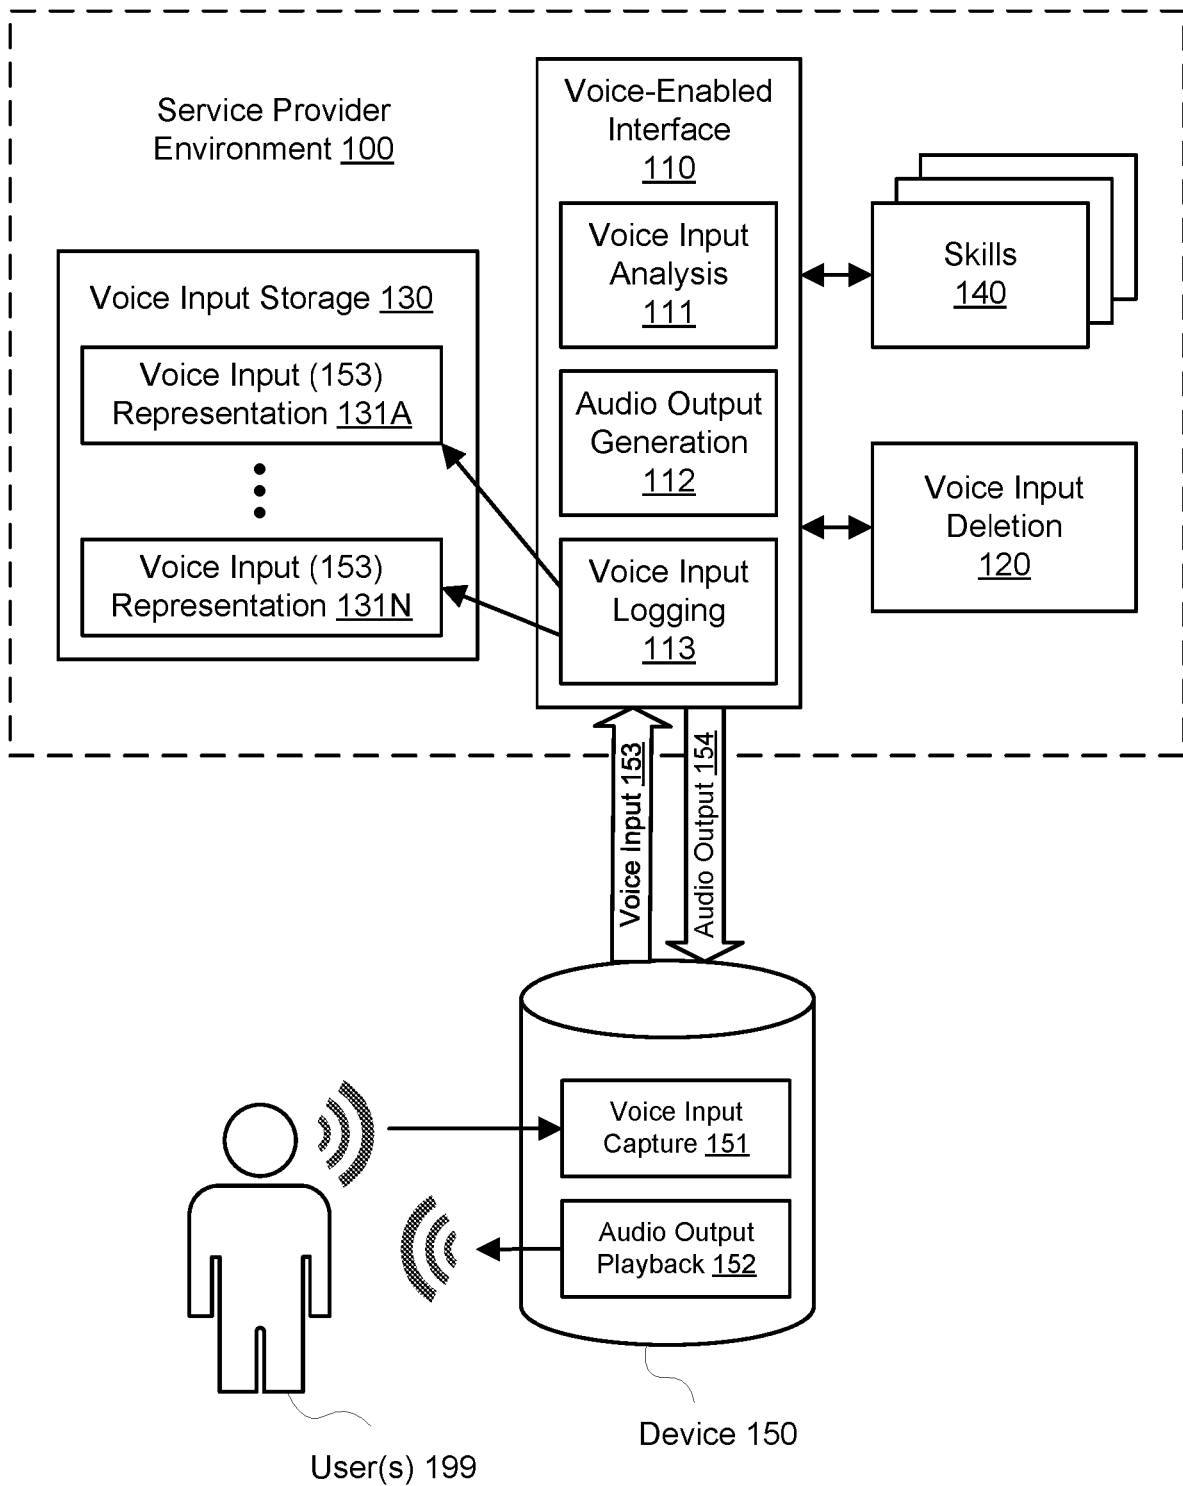 Service Provider
Environment 100
Voice-Enabled
Interface
110
Voice Input
Analysis
111
Audio Output
Generation
112
Voice Input
Logging
113
Skills
140
Voice Input
Deletion
120
Voice Input Storage 130
Voice Input (153)
Representation 131A
Voice Input (153)
Representation 131N
Voice Input 153
Audio Output 154
Voice Input
Capture 151
Audio Output
Playback 152
Device 150
User(s) 199